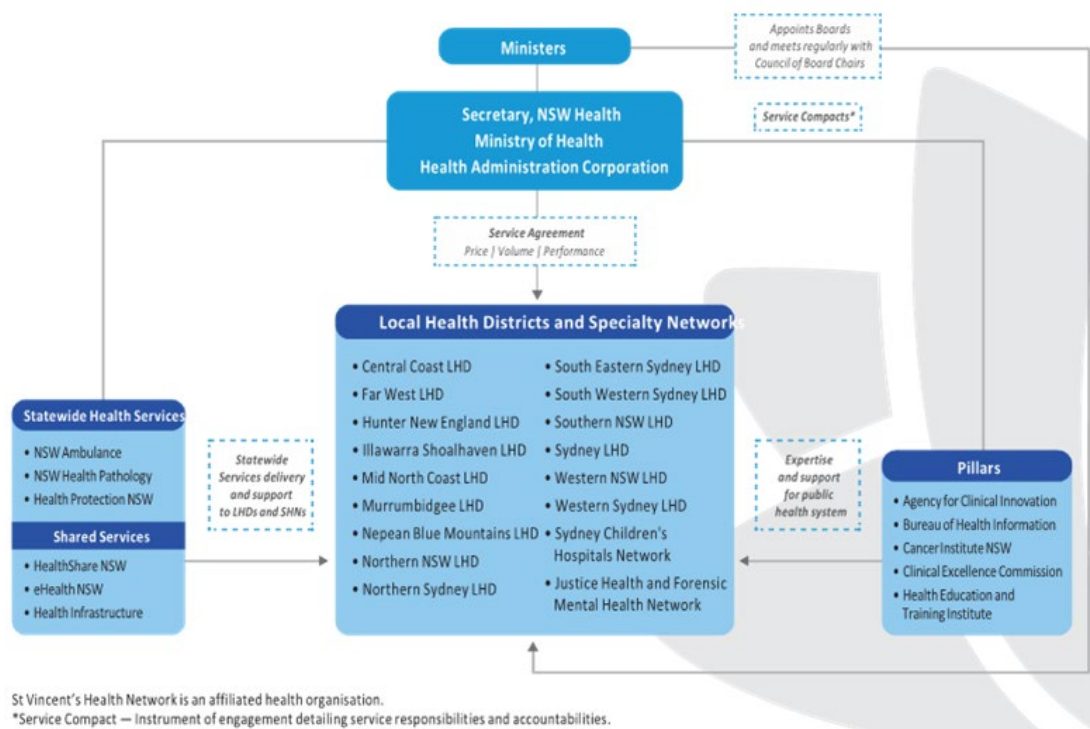 Ministers
Appoints Boards
and meets regularly with
Council of Board Chairs
Secretary, NSW Health
Ministry of Health
Health Administration Corporation
Service Compacts*
Service Agreement
Price | Volume | Performance
Local Health Districts and Specialty Networks
• Central Coast LHD
• Far West LHD
• Hunter New England LHD
• Illawarra Shoalhaven LHD
• Mid North Coast LHD
• Murrumbidgee LHD
• Nepean Blue Mountains LHD
• Northern NSW LHD
• Northern Sydney LHD
• South Eastern Sydney LHD
• South Western Sydney LHD
• Southern NSW LHD
• Sydney LHD
• Western NSW LHD
• Western Sydney LHD
• Sydney Children's
Hospitals Network
• Justice Health and Forensic
Mental Health Network
Statewide Health Services
• NSW Ambulance
• NSW Health Pathology
• Health Protection NSW
Shared Services
• HealthShare NSW
• eHealth NSW
• Health Infrastructure
Statewide
Services delivery
and support
to LHDs and SHNs
Expertise
and support
for public
health system
Pillars
• Agency for Clinical Innovation
• Bureau of Health Information
• Cancer Institute NSW
• Clinical Excellence Commission
• Health Education and
Training Institute
St Vincent's Health Network is an affiliated health organisation.
*Service Compact — Instrument of engagement detailing service responsibilities and accountabilities.